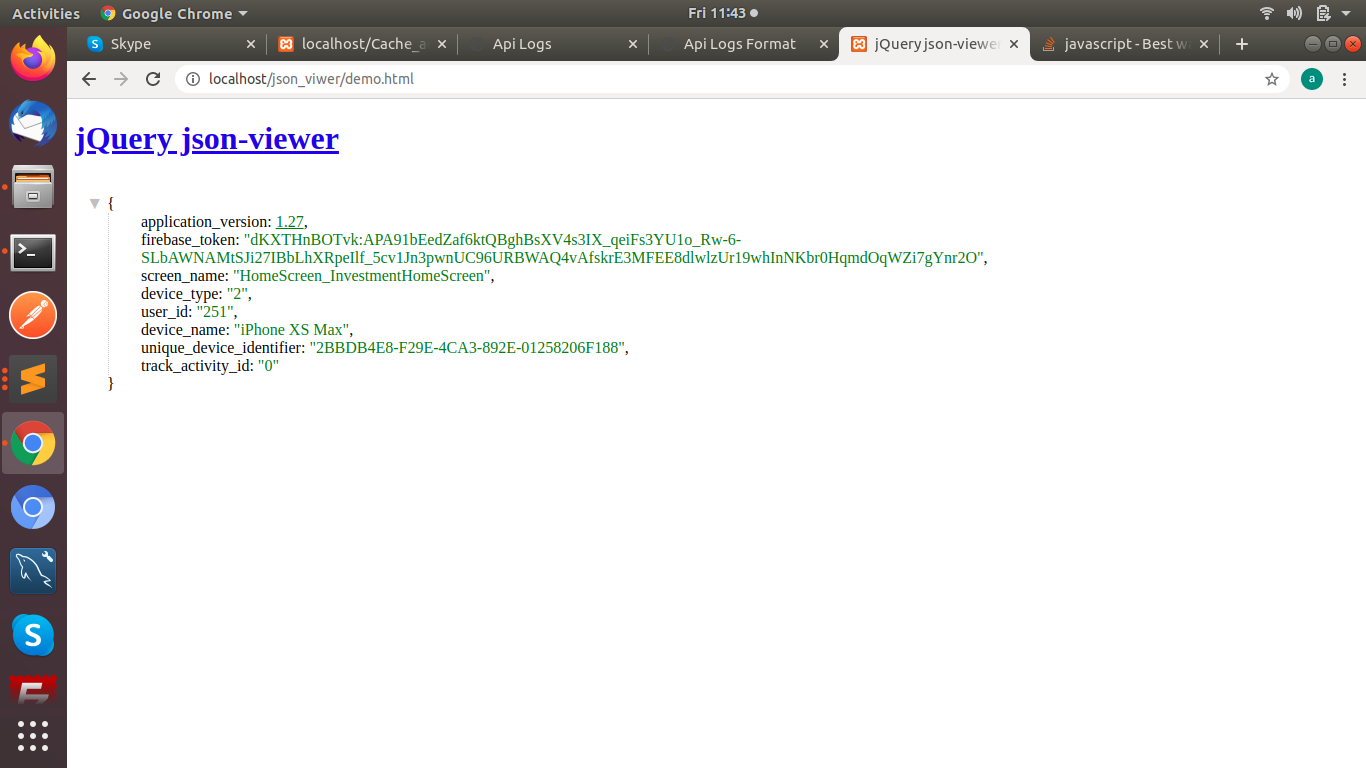 Activities
Google Chrome
Fri 11:43
Skype
localhost/Cache_a
Api Logs
Api Logs Format
jQuery json-viewer
javascript - Best w
localhost/json_viwer/demo.html
a
jQuery json-viewer
{
application_version: 1.27,
firebase_token: "dKXTHnBOTvk:APA91bEedZaf6ktQBghBsXV4s3IX_qeiFs3YU1o_Rw-6-
SLbAWNAMtSJi27IBbLhXRpeIlf_5cv1Jn3pwnUC96URBWAQ4vAfskrE3MFEE8dlwlzUr19whInNKbr0HqmdOqWZi7gYnr2O",
screen_name: "HomeScreen_InvestmentHomeScreen",
device_type: "2",
user_id: "251",
device_name: "iPhone XS Max",
unique_device_identifier: "2BBDB4E8-F29E-4CA3-892E-01258206F188",
track_activity_id: "0"
}